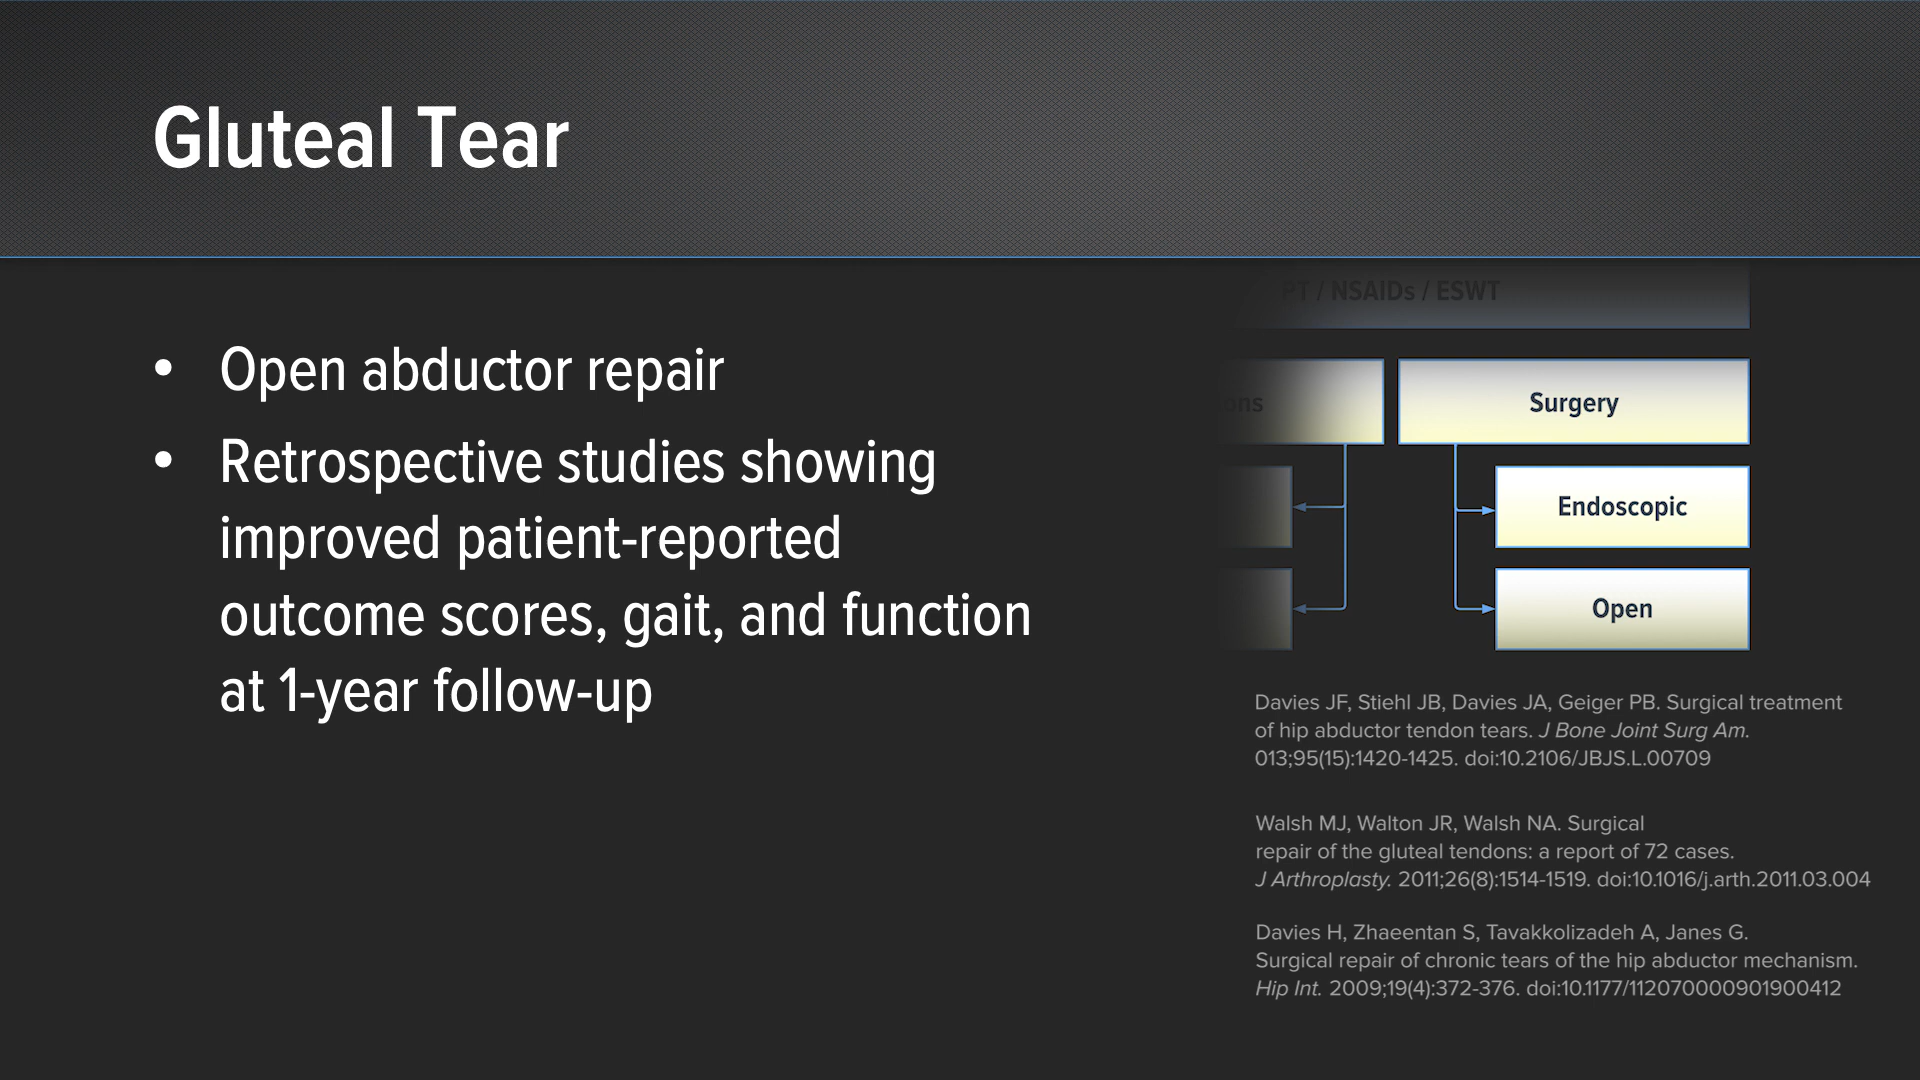 Gluteal Tear
• Open abductor repair
• Retrospective studies showing
improved patient-reported
outcome scores, gait, and function
at 1-year follow-up
PT / NSAIDs / ESWT
Surgery
Endoscopic
Open
Davies JF, Stiehl JB, Davies JA, Geiger PB. Surgical treatment
of hip abductor tendon tears. J Bone Joint Surg Am.
013;95(15):1420-1425. doi:10.2106/JBJS.L.00709
Walsh MJ, Walton JR, Walsh NA. Surgical
repair of the gluteal tendons: a report of 72 cases.
J Arthroplasty. 2011;26(8):1514-1519. doi:10.1016/j.arth.2011.03.004
Davies H, Zhaeentan S, Tavakkolizadeh A, Janes G.
Surgical repair of chronic tears of the hip abductor mechanism.
Hip Int. 2009;19(4):372-376. doi:10.1177/112070000901900412